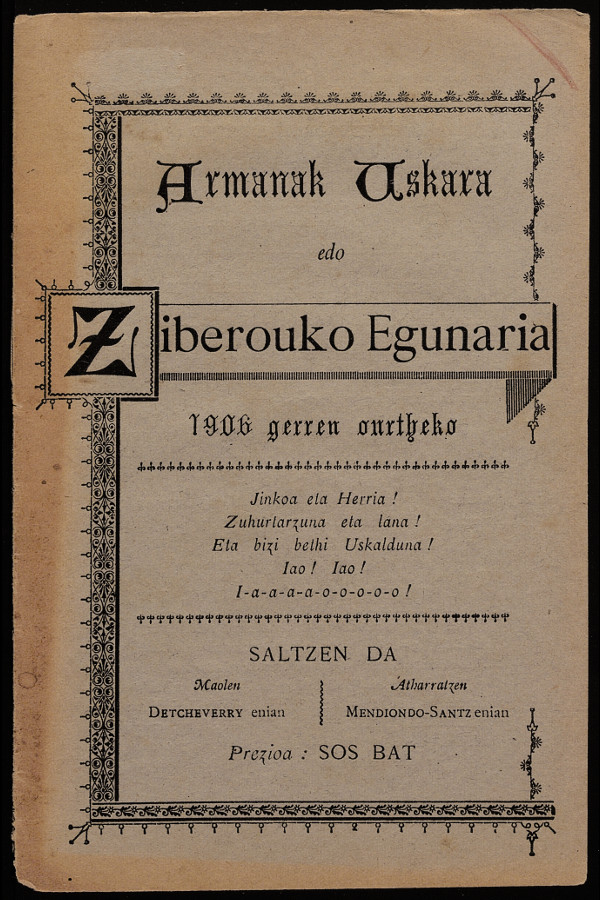 Armanak Uskara
edo
Ziberouko Egunaria
1906 gerren ourtheko
Jinkoa eta Herria !
Zuhurtarzuna eta lana !
Eta bizi bethi Uskalduna !
Iao ! Iao !
I-a-a-a-a-o-o-o-o-o !
SALTZEN DA
Maolen
DETCHEVERRY enian
Atharratzen
MENDIONDO-SANTZ enian
Prezioa : SOS BAT